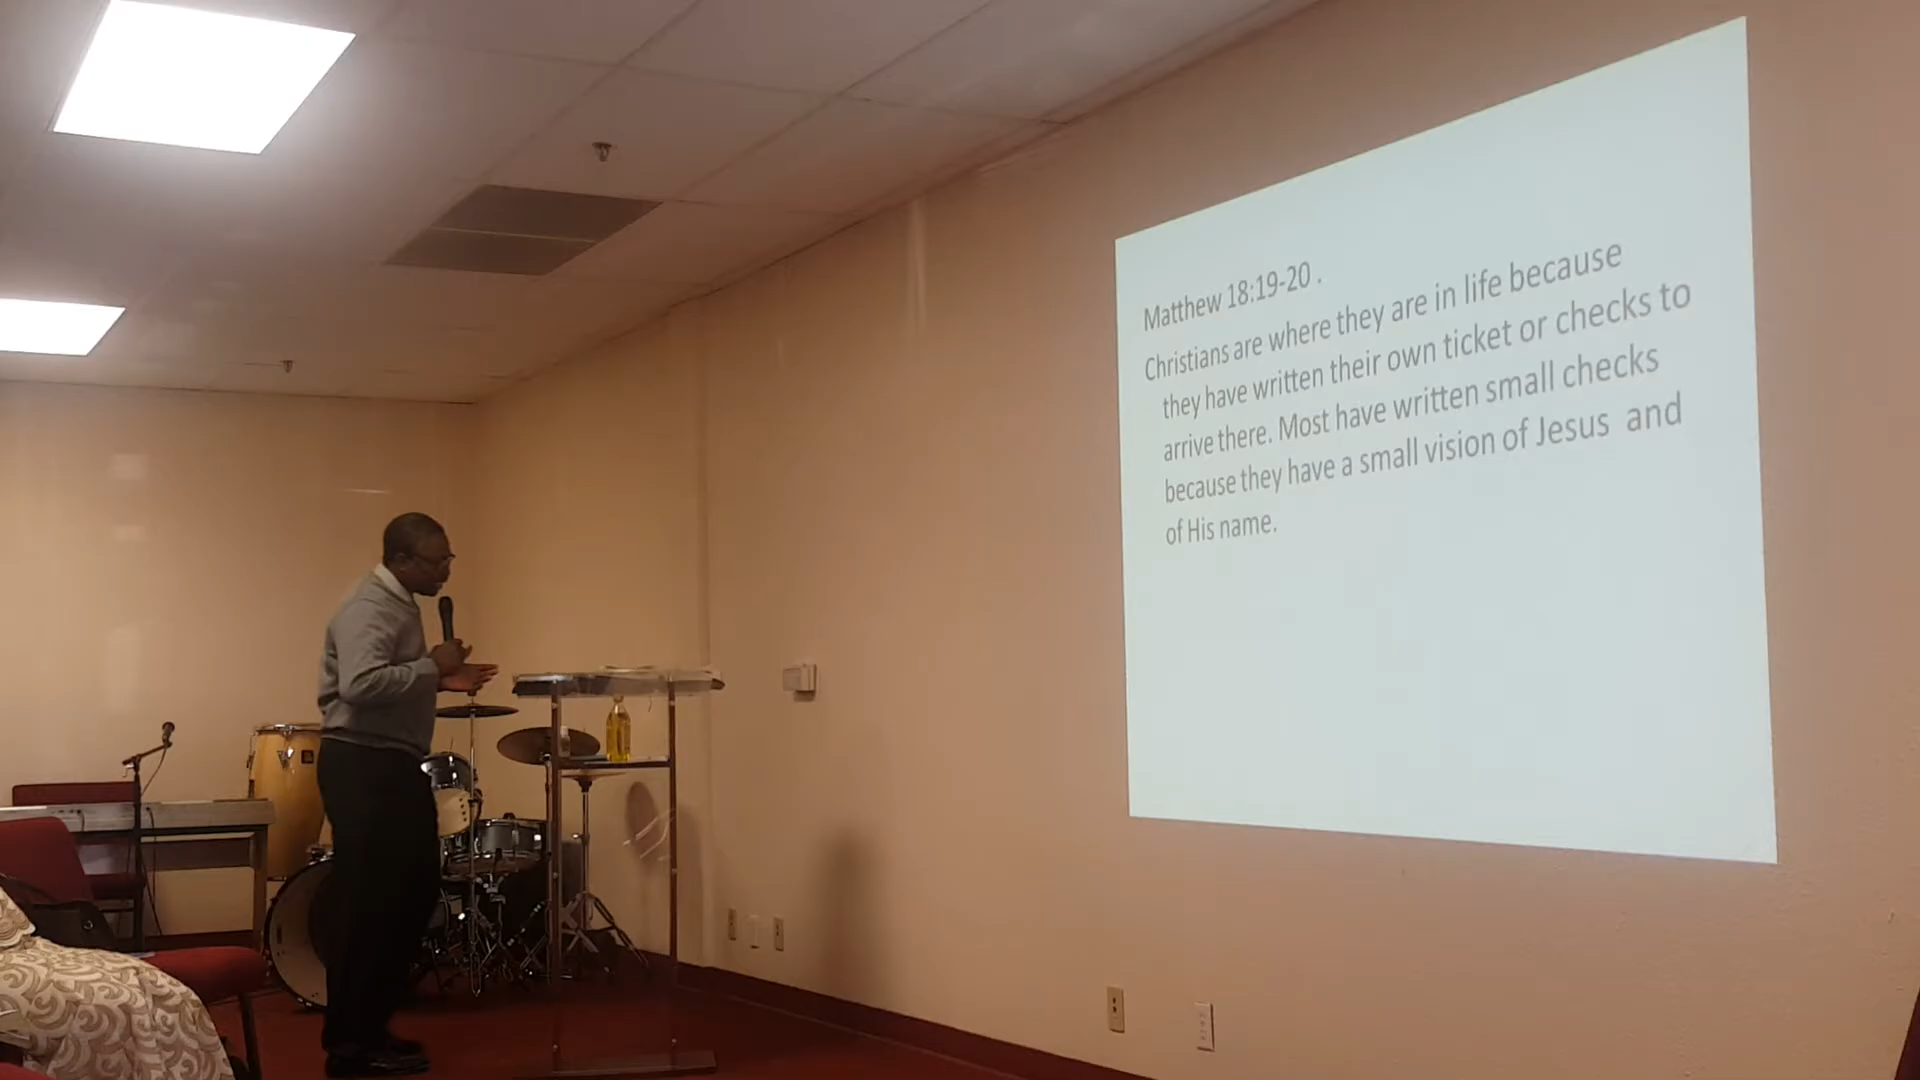 Matthew 18:19-20 .
Christians are where they are in life because
they have written their own ticket or checks to
arrive there. Most have written small checks
because they have a small vision of Jesus and
of His name.